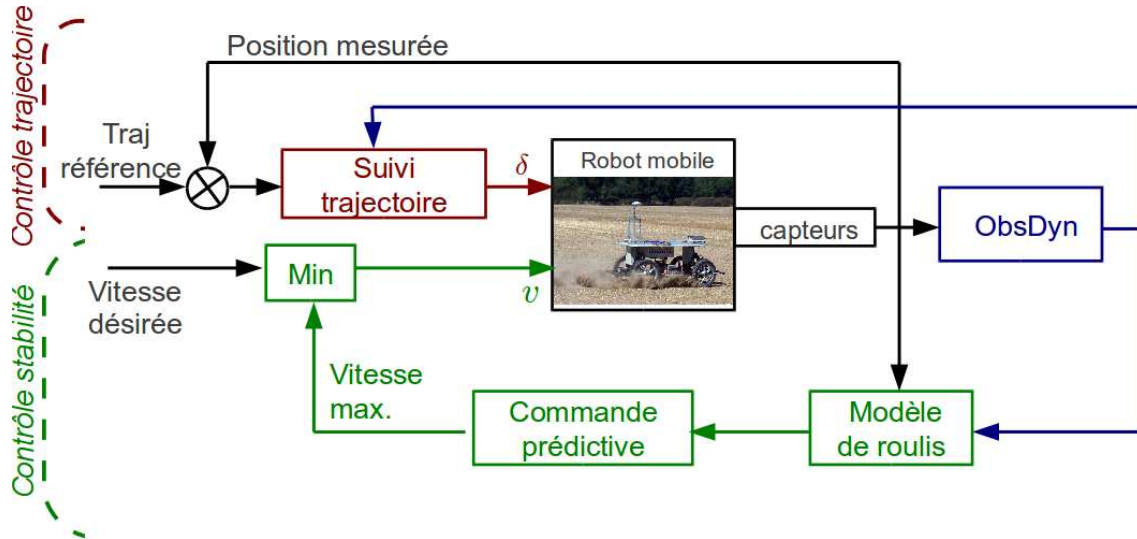 Contrôle trajectoire
Position mesurée
Traj
référence
Suivi
trajectoire
δ
Robot mobile
capteurs
ObsDyn
Contrôle stabilité
Vitesse
désirée
Min
v
Vitesse
max.
Commande
prédictive
Modèle
de roulis